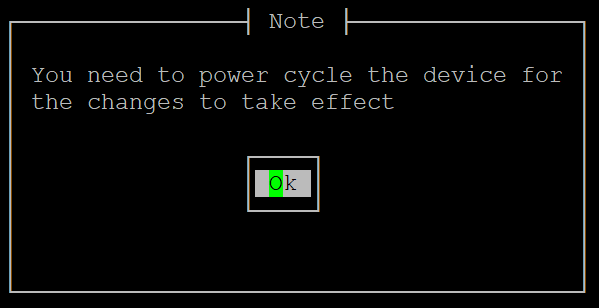 Note
You need to power cycle the device for
the changes to take effect
Ok